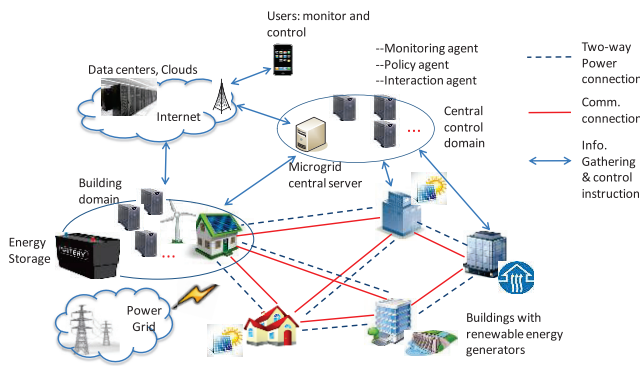 Users: monitor and
control
--Monitoring agent
--Policy agent
--Interaction agent
Two-way
Power
connection
Data centers, Clouds
Internet
Central
control
domain
...
Comm.
connection
Microgrid
central server
Info.
Gathering
& control
instruction
Building
domain
...
Energy
Storage
Power
Grid
Buildings with
renewable energy
generators